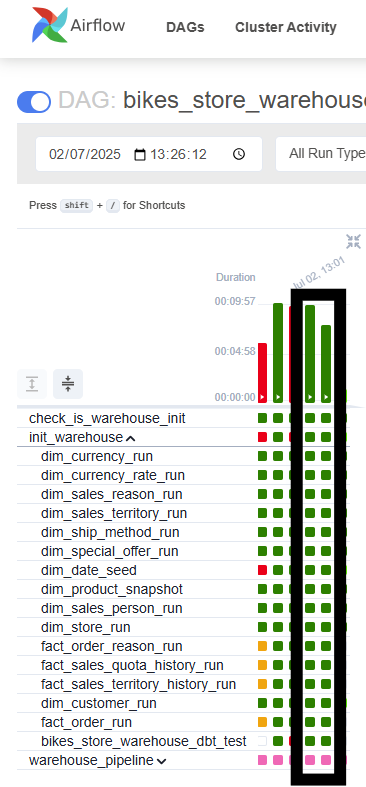 Airflow DAGs Cluster Activity
DAG: bikes_store_warehouse
02/07/2025 13:26:12 All Run Type
Press shift + / for Shortcuts
Jul 02, 13:01
Duration
00:09:57
00:04:58
00:00:00
check_is_warehouse_init
init_warehouse
dim_currency_run
dim_currency_rate_run
dim_sales_reason_run
dim_sales_territory_run
dim_ship_method_run
dim_special_offer_run
dim_date_seed
dim_product_snapshot
dim_sales_person_run
dim_store_run
fact_order_reason_run
fact_sales_quota_history_run
fact_sales_territory_history_run
dim_customer_run
fact_order_run
bikes_store_warehouse_dbt_test
warehouse_pipeline